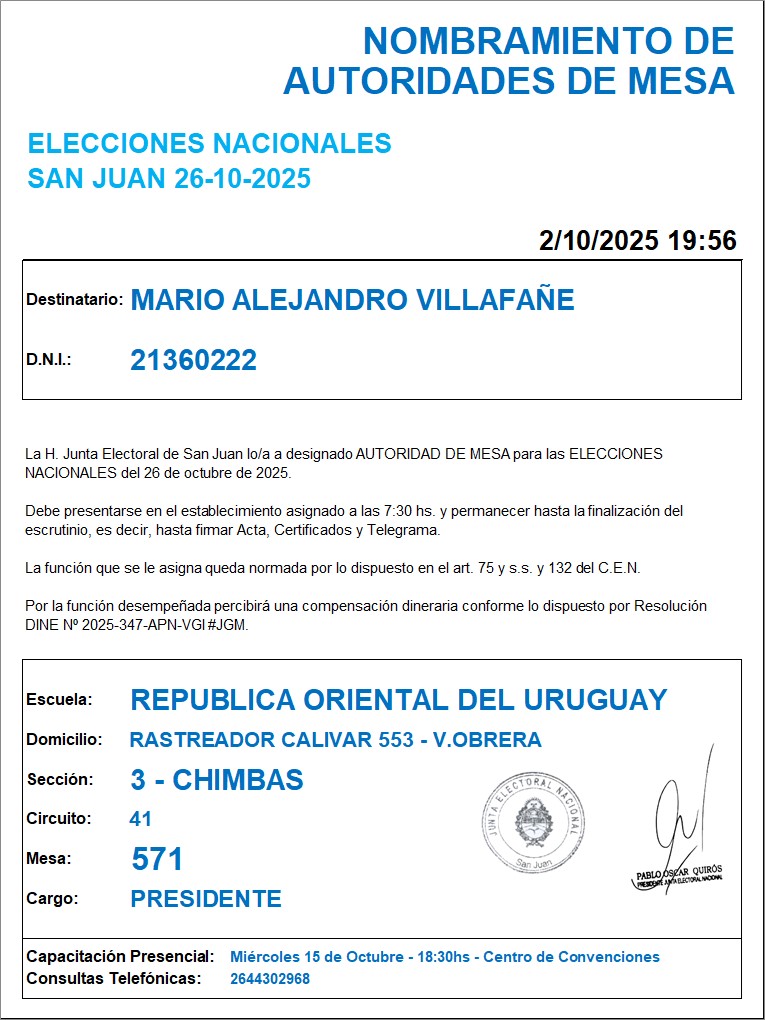 NOMBRAMIENTO DE
AUTORIDADES DE MESA
ELECCIONES NACIONALES
SAN JUAN 26-10-2025
2/10/2025 19:56
Destinatario: MARIO ALEJANDRO VILLAFAÑE
D.N.I.: 21360222
La H. Junta Electoral de San Juan lo/a a designado AUTORIDAD DE MESA para las ELECCIONES
NACIONALES del 26 de octubre de 2025.
Debe presentarse en el establecimiento asignado a las 7:30 hs. y permanecer hasta la finalización del
escrutinio, es decir, hasta firmar Acta, Certificados y Telegrama.
La función que se le asigna queda normada por lo dispuesto en el art. 75 y s.s. y 132 del C.E.N.
Por la función desempeñada percibirá una compensación dineraria conforme lo dispuesto por Resolución
DINE Nº 2025-347-APN-VGI#JGM.
Escuela: REPUBLICA ORIENTAL DEL URUGUAY
Domicilio: RASTREADOR CALIVAR 553 - V.OBRERA
Sección: 3 - CHIMBAS
Circuito: 41
Mesa: 571
Cargo: PRESIDENTE
JUNTA ELECTORAL NACIONAL
San Juan
PABLO OSCAR QUIRÓS
PRESIDENTE JUNTA ELECTORAL NACIONAL
Capacitación Presencial: Miércoles 15 de Octubre - 18:30hs - Centro de Convenciones
Consultas Telefónicas: 2644302968